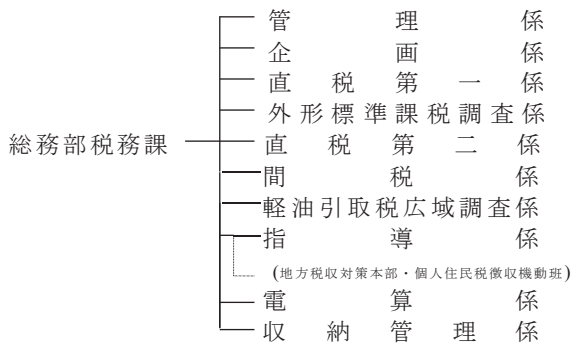 管理係
企画係
直税第一係
外形標準課税調査係
総務部税務課
直税第二係
間税係
軽油引取税広域調査係
指導係
(地方税収対策本部・個人住民税徴収機動班)
電算係
収納管理係